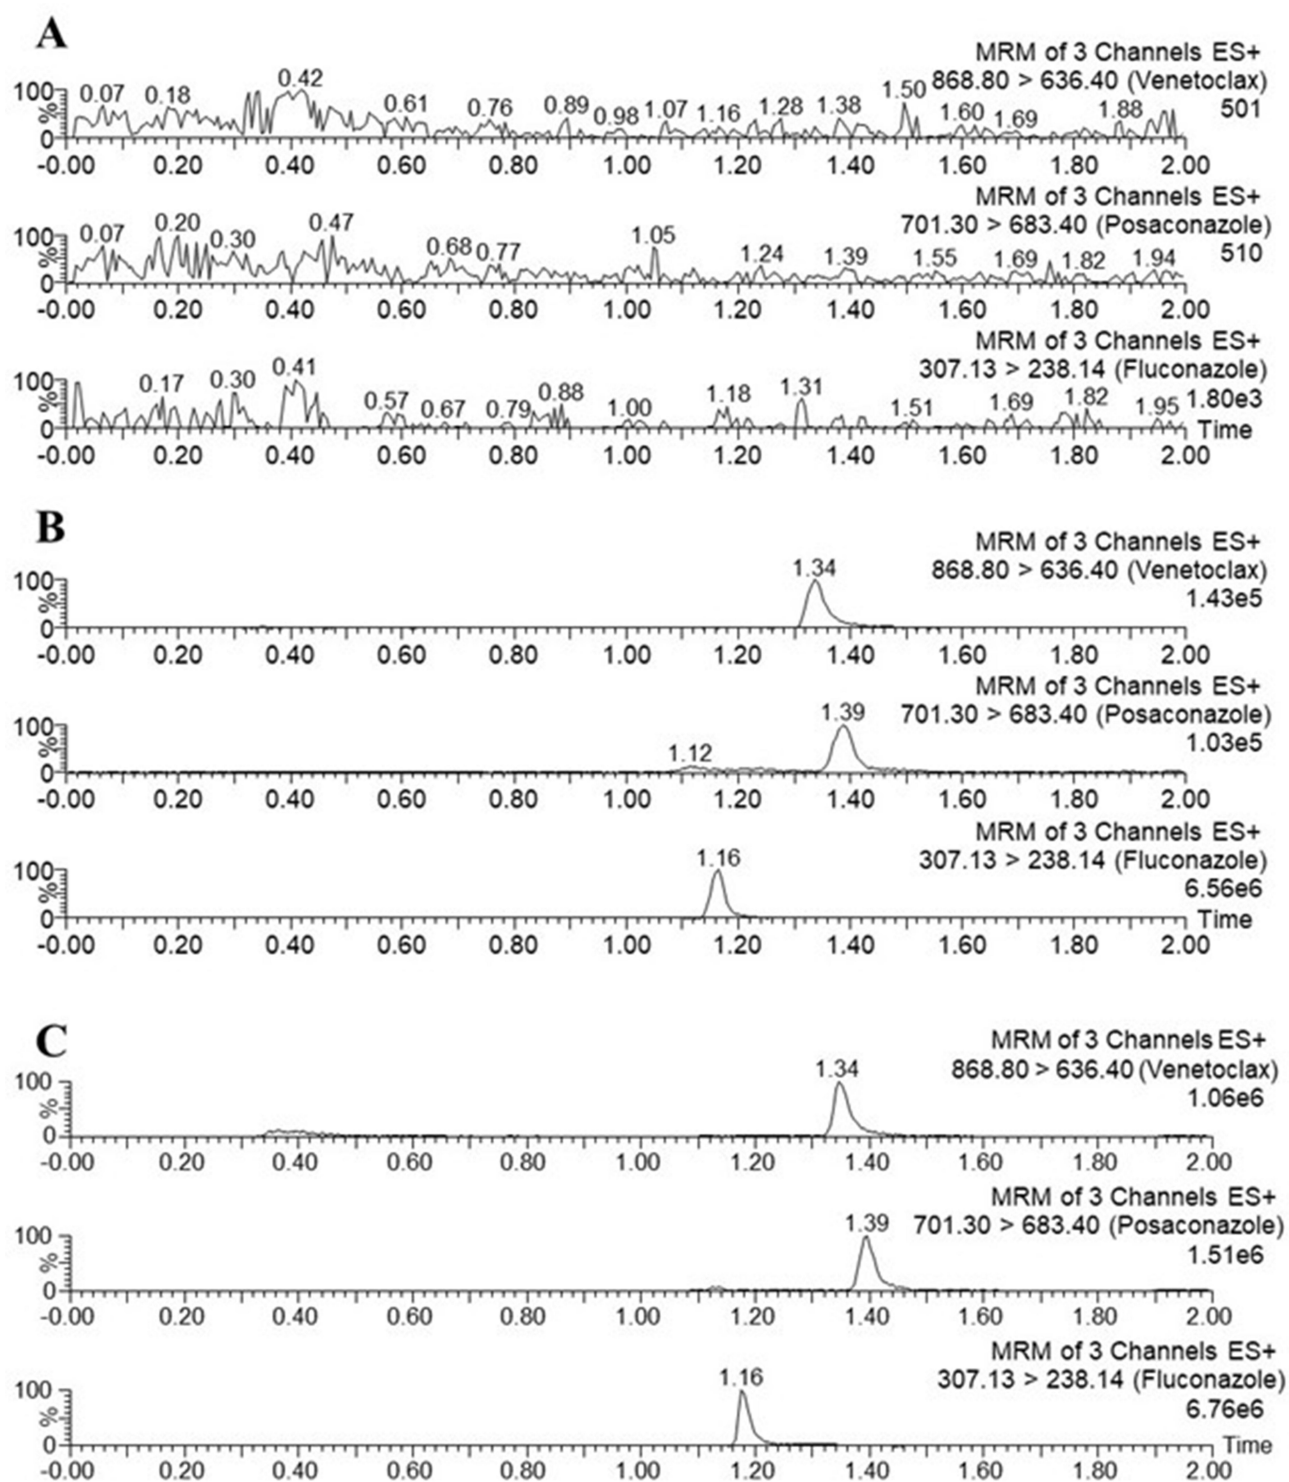 A
MRM of 3 Channels ES+
868.80 > 636.40 (Venetoclax)
501
100
%
0
0.07 0.18 0.42 0.61 0.76 0.89 0.98 1.07 1.16 1.28 1.38 1.50 1.60 1.69 1.88
-0.00 0.20 0.40 0.60 0.80 1.00 1.20 1.40 1.60 1.80 2.00
MRM of 3 Channels ES+
701.30 > 683.40 (Posaconazole)
510
100
%
0
0.07 0.20 0.30 0.47 0.68 0.77 1.05 1.24 1.39 1.55 1.69 1.82 1.94
-0.00 0.20 0.40 0.60 0.80 1.00 1.20 1.40 1.60 1.80 2.00
MRM of 3 Channels ES+
307.13 > 238.14 (Fluconazole)
1.80e3
100
%
0
0.17 0.30 0.41 0.57 0.67 0.79 0.88 1.00 1.18 1.31 1.51 1.69 1.82 1.95
Time
-0.00 0.20 0.40 0.60 0.80 1.00 1.20 1.40 1.60 1.80 2.00
B
MRM of 3 Channels ES+
868.80 > 636.40 (Venetoclax)
1.43e5
100
%
0
1.34
-0.00 0.20 0.40 0.60 0.80 1.00 1.20 1.40 1.60 1.80 2.00
MRM of 3 Channels ES+
701.30 > 683.40 (Posaconazole)
1.03e5
100
%
0
1.12 1.39
-0.00 0.20 0.40 0.60 0.80 1.00 1.20 1.40 1.60 1.80 2.00
MRM of 3 Channels ES+
307.13 > 238.14 (Fluconazole)
6.56e6
100
%
0
1.16
Time
-0.00 0.20 0.40 0.60 0.80 1.00 1.20 1.40 1.60 1.80 2.00
C
MRM of 3 Channels ES+
868.80 > 636.40 (Venetoclax)
1.06e6
100
%
0
1.34
-0.00 0.20 0.40 0.60 0.80 1.00 1.20 1.40 1.60 1.80 2.00
MRM of 3 Channels ES+
701.30 > 683.40 (Posaconazole)
1.51e6
100
%
0
1.39
-0.00 0.20 0.40 0.60 0.80 1.00 1.20 1.40 1.60 1.80 2.00
MRM of 3 Channels ES+
307.13 > 238.14 (Fluconazole)
6.76e6
100
%
0
1.16
Time
-0.00 0.20 0.40 0.60 0.80 1.00 1.20 1.40 1.60 1.80 2.00